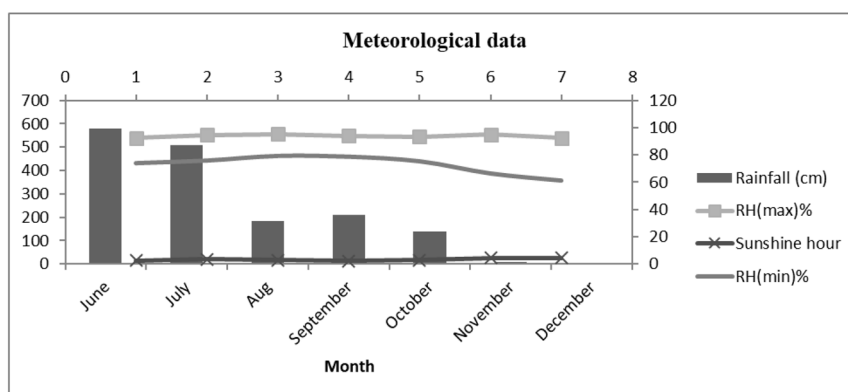 Meteorological data
0 1 2 3 4 5 6 7 8
700 120
600 100
500 80
400 60
300 40
200 20
100 0
0
June July Aug September October November December
Month
Rainfall (cm)
RH(max)%
Sunshine hour
RH(min)%